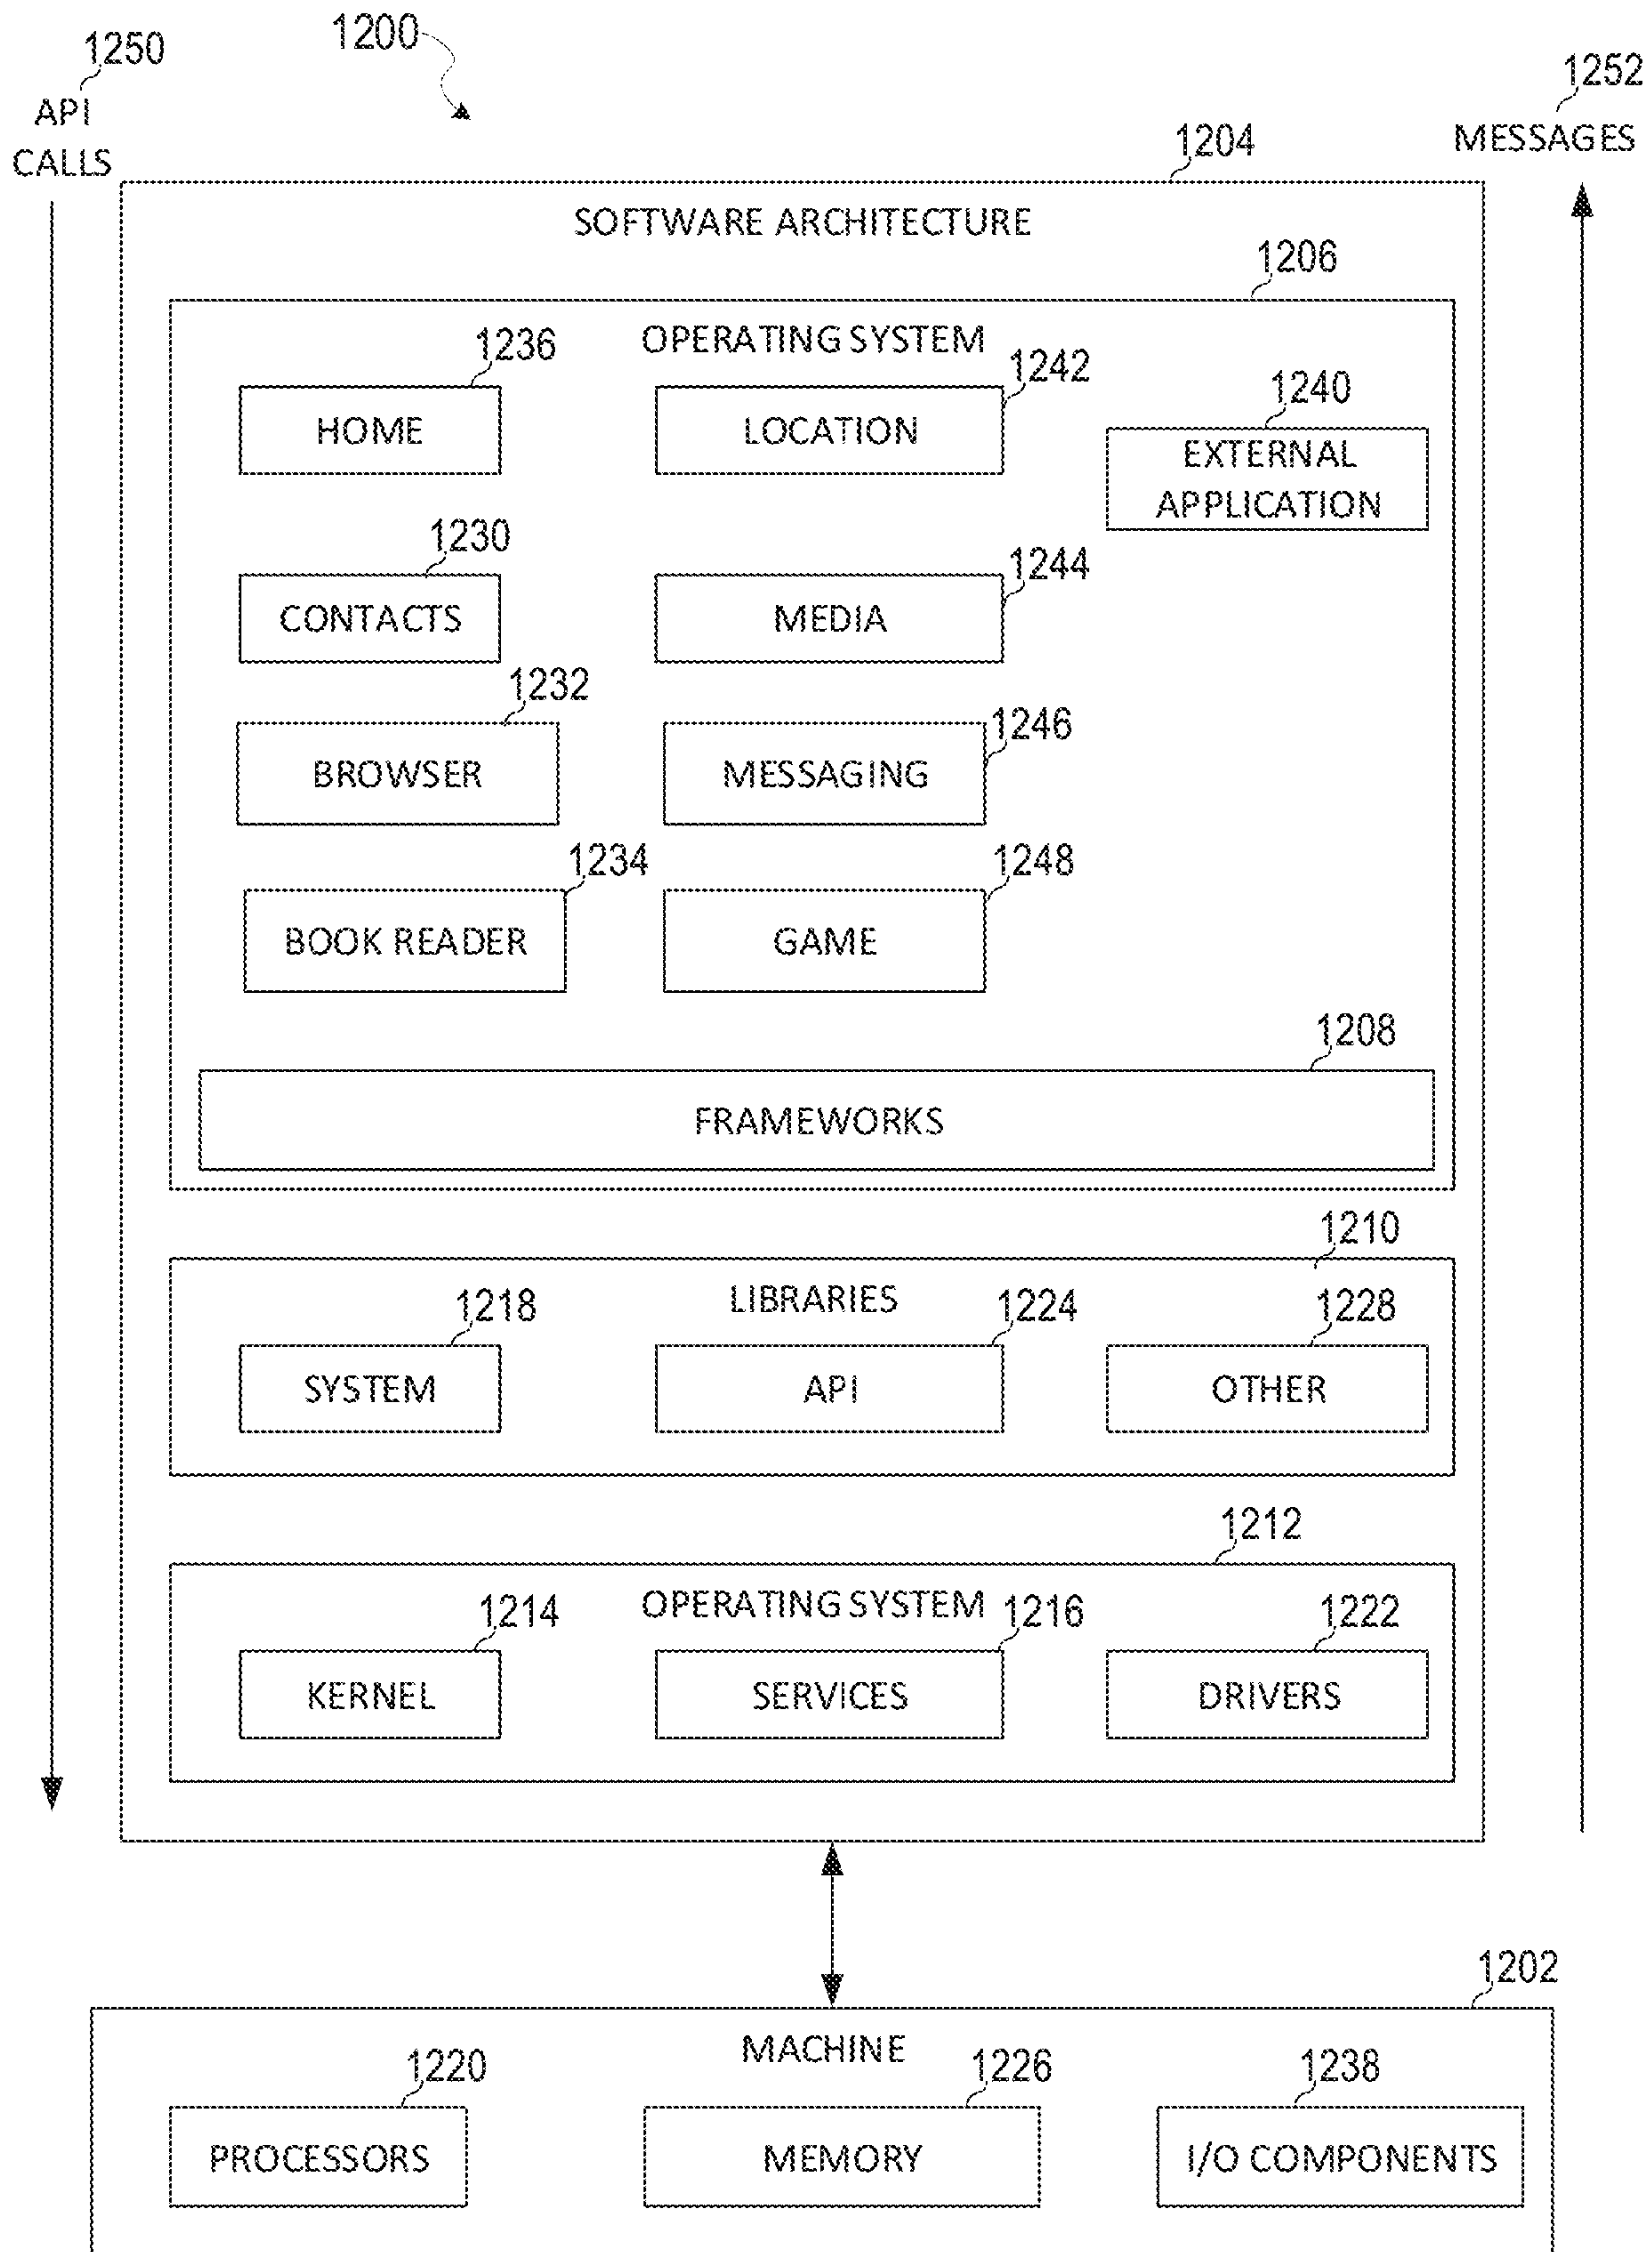 1250
API
CALLS
1200
1252
MESSAGES
1204
SOFTWARE ARCHITECTURE
1206
OPERATING SYSTEM
1236
HOME
1242
LOCATION
1240
EXTERNAL
APPLICATION
1230
CONTACTS
1244
MEDIA
1232
BROWSER
1246
MESSAGING
1234
BOOK READER
1248
GAME
1208
FRAMEWORKS
1210
LIBRARIES
1218
SYSTEM
1224
API
1228
OTHER
1212
OPERATING SYSTEM
1214
KERNEL
1216
SERVICES
1222
DRIVERS
1202
MACHINE
1220
PROCESSORS
1226
MEMORY
1238
I/O COMPONENTS